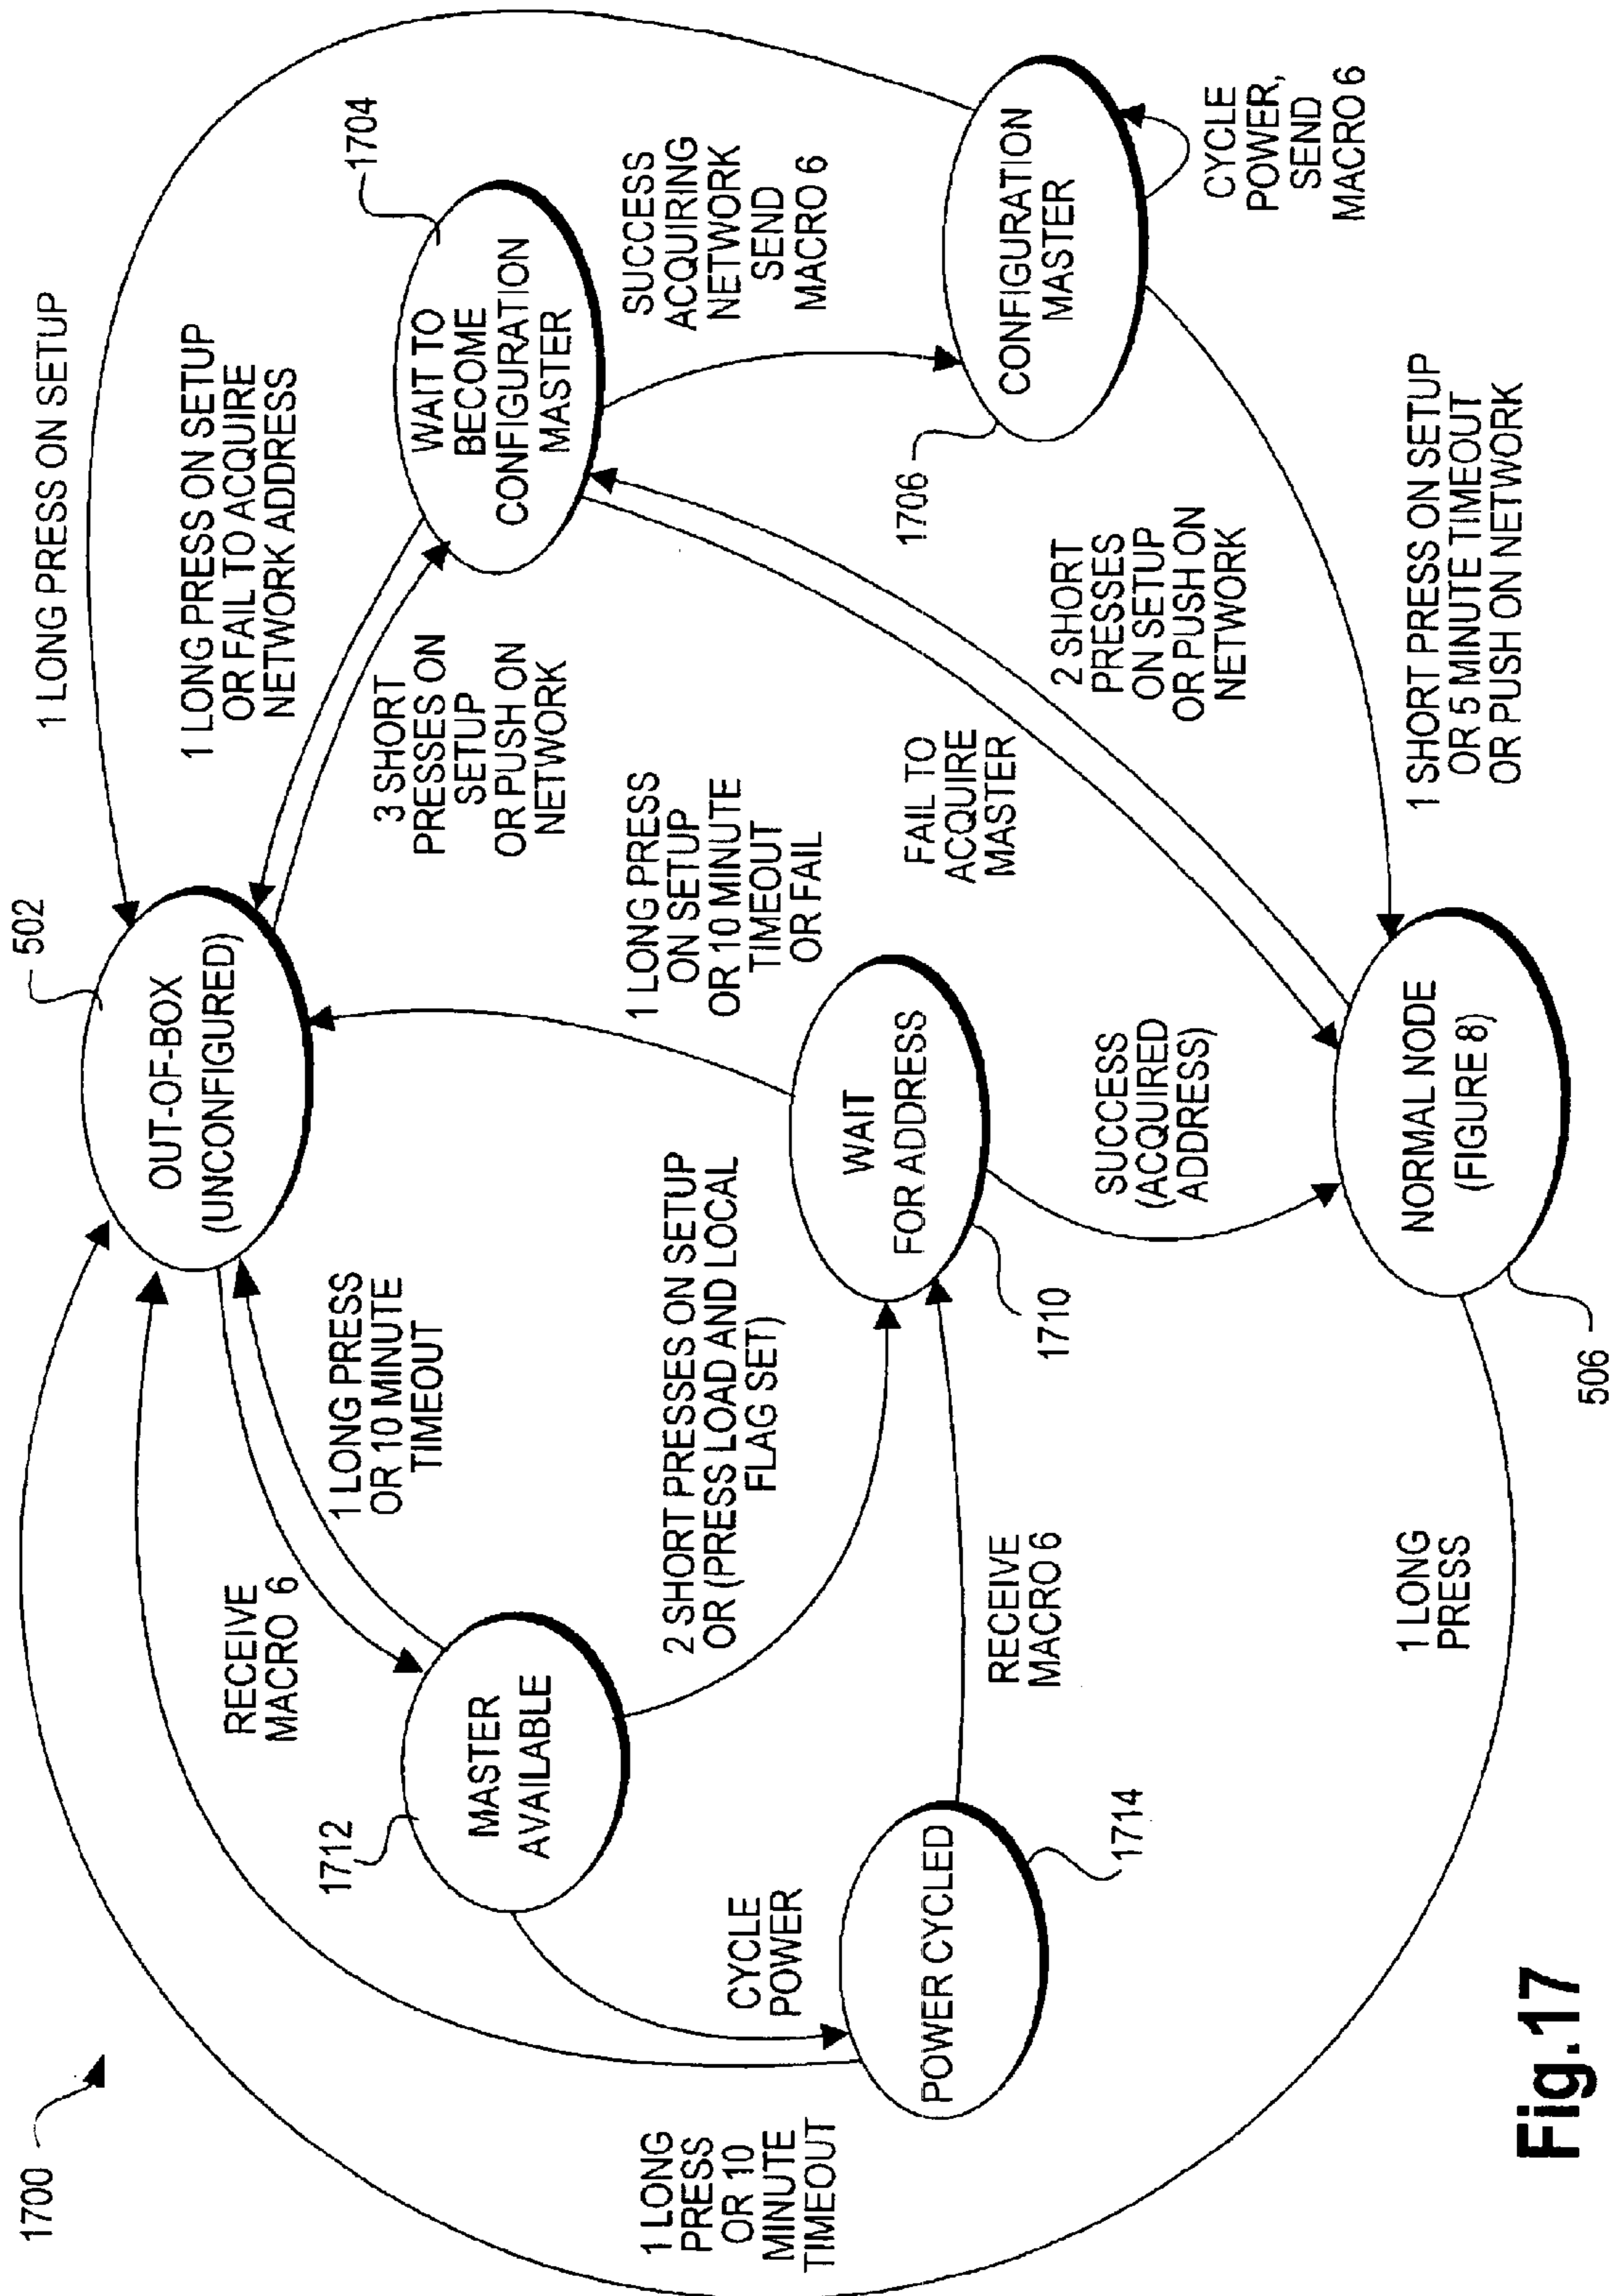 1700
1 LONG PRESS ON SETUP
502
OUT-OF-BOX
(UNCONFIGURED)
1 LONG PRESS ON SETUP
OR FAIL TO ACQUIRE
NETWORK ADDRESS
1704
WAIT TO
BECOME
CONFIGURATION
MASTER
3 SHORT
PRESSES ON
SETUP
OR PUSH ON
NETWORK
SUCCESS
ACQUIRING
NETWORK
SEND
MACRO 6
RECEIVE
MACRO 6
1 LONG PRESS
OR 10 MINUTE
TIMEOUT
1712
MASTER
AVAILABLE
2 SHORT PRESSES ON SETUP
OR (PRESS LOAD AND LOCAL
FLAG SET)
1 LONG PRESS
ON SETUP
OR 10 MINUTE
TIMEOUT
OR FAIL
1706
CONFIGURATION
MASTER
CYCLE
POWER,
SEND
MACRO 6
CYCLE
POWER
WAIT
FOR ADDRESS
1710
FAIL TO
ACQUIRE
MASTER
2 SHORT
PRESSES
ON SETUP
OR PUSH ON
NETWORK
1 LONG
PRESS
OR 10
MINUTE
TIMEOUT
POWER CYCLED
1714
RECEIVE
MACRO 6
SUCCESS
(ACQUIRED
ADDRESS)
1 SHORT PRESS ON SETUP
OR 5 MINUTE TIMEOUT
OR PUSH ON NETWORK
NORMAL NODE
(FIGURE 8)
506
1 LONG
PRESS
Fig.17